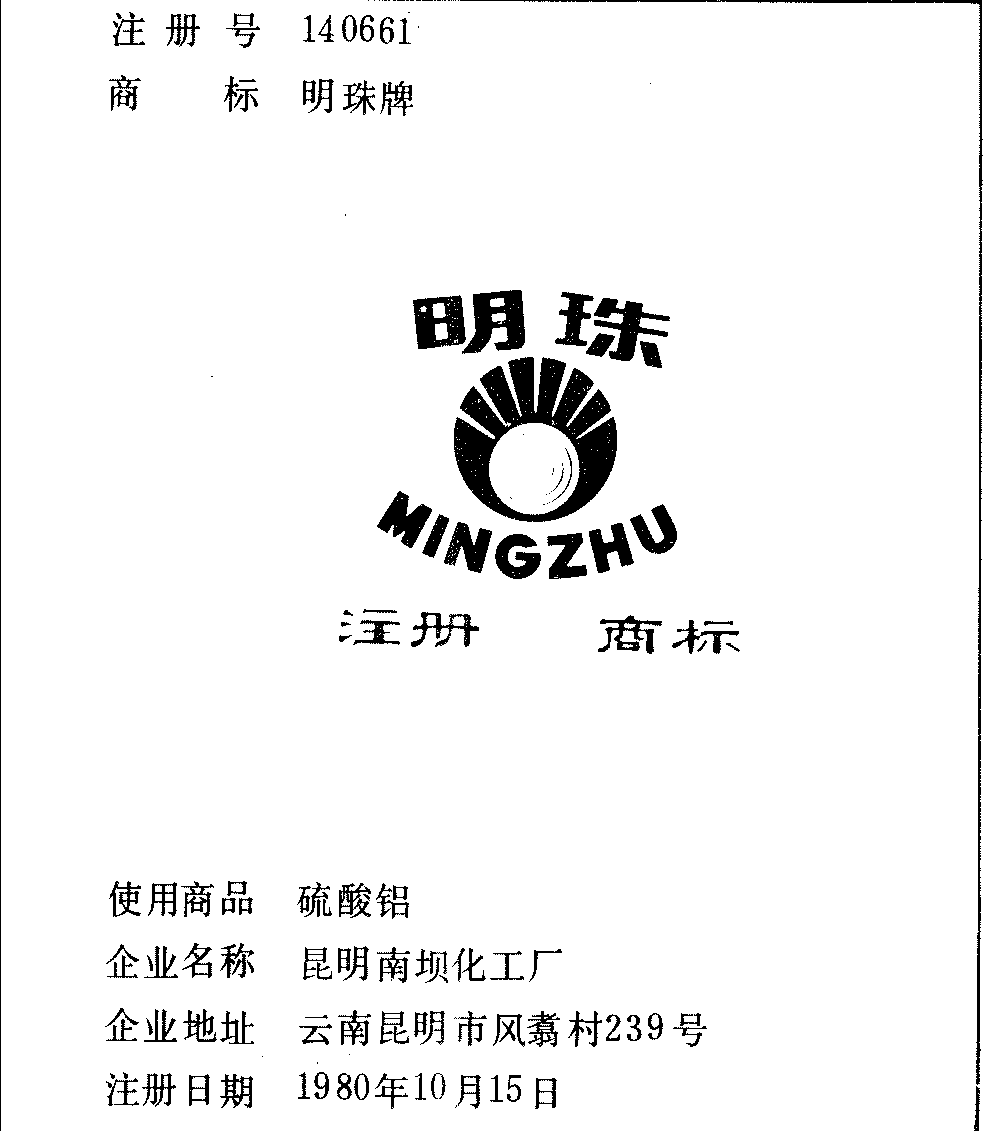 注册号 140661
商标 明珠牌
明珠
MINGZHU
注册 商标
使用商品 硫酸铝
企业名称 昆明南坝化工厂
企业地址 云南昆明市风翥村239号
注册日期 1980年10月15日